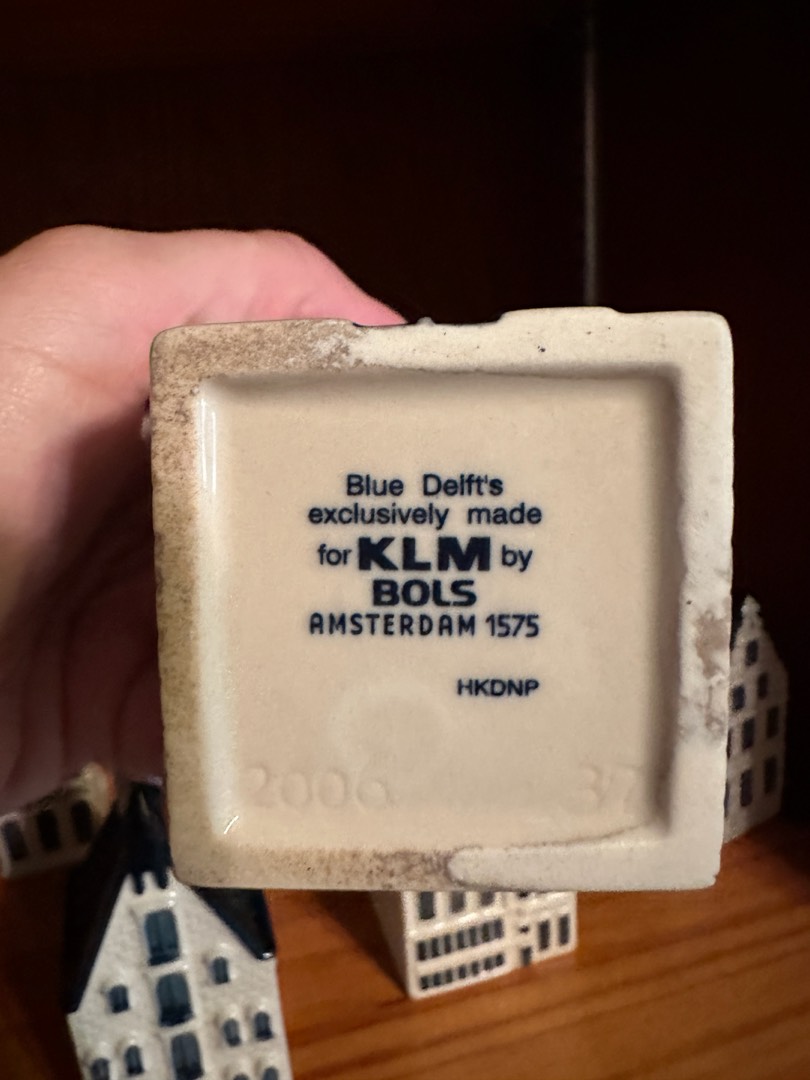 Blue Delft's
exclusively made
for KLM by
BOLS
AMSTERDAM 1575
HKDNP
2006 37